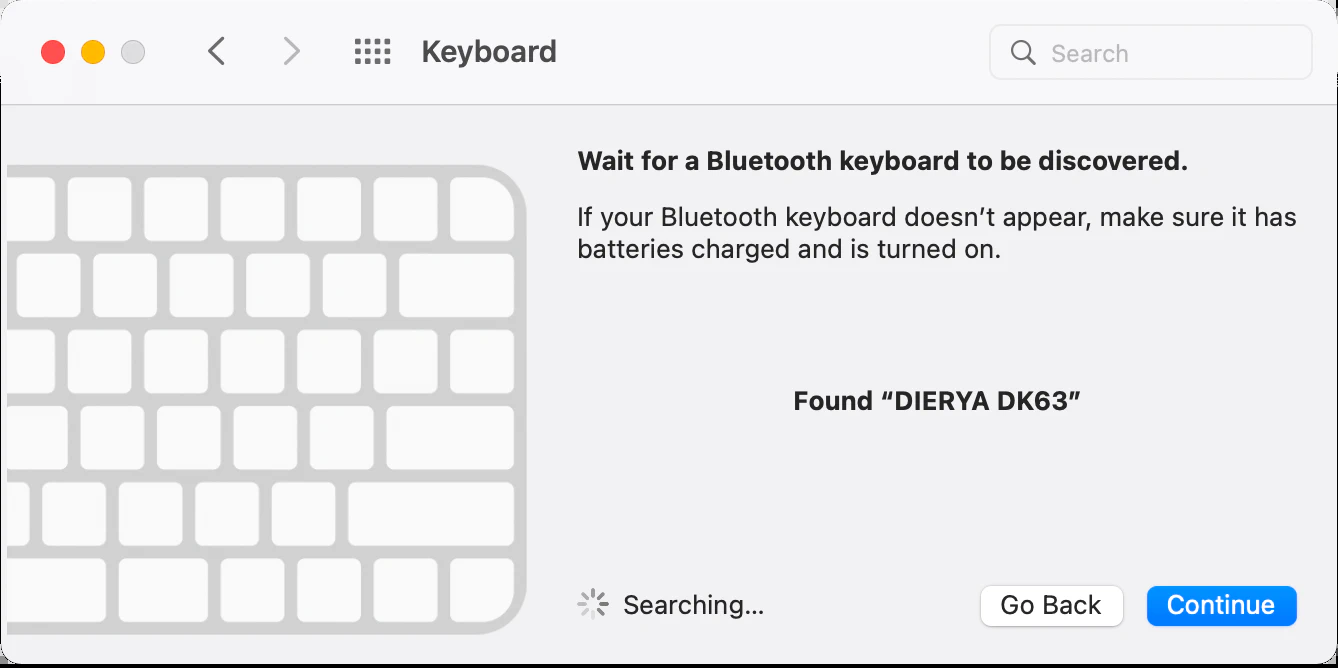 Keyboard
Search
Wait for a Bluetooth keyboard to be discovered.
If your Bluetooth keyboard doesn’t appear, make sure it has
batteries charged and is turned on.
Found “DIERYA DK63”
Searching...
Go Back
Continue